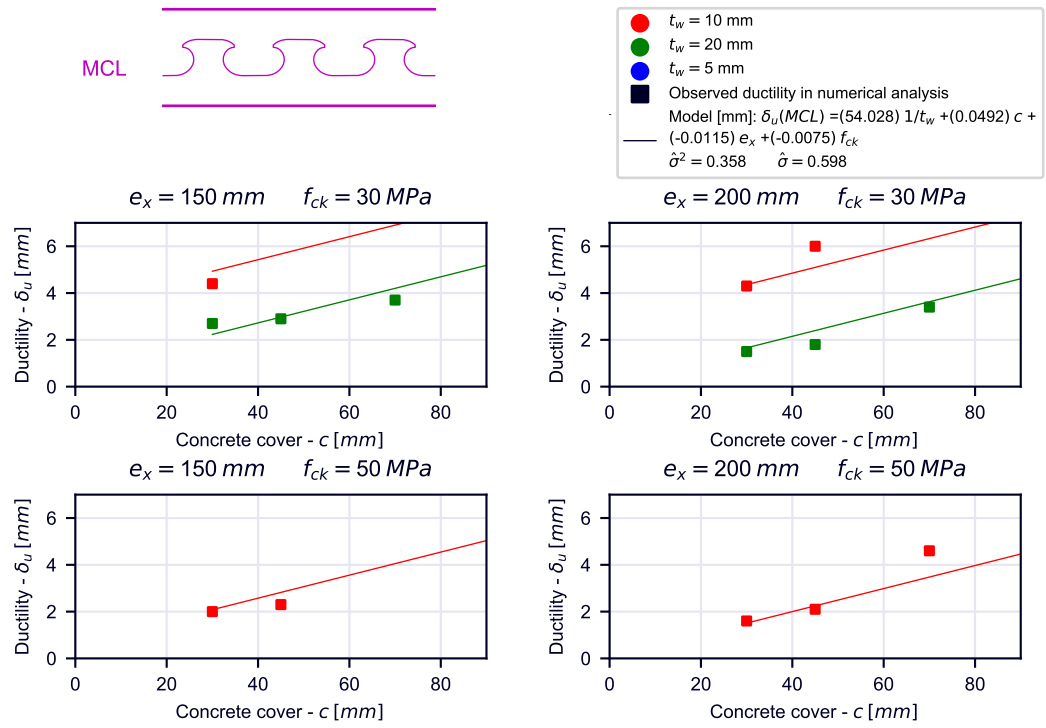 MCL
t_w = 10 mm
t_w = 20 mm
t_w = 5 mm
Observed ductility in numerical analysis
Model [mm]: δ_u(MCL) =(54.028) 1/t_w +(0.0492) c +
(-0.0115) e_x +(-0.0075) f_ck
σ̂² = 0.358 σ̂ = 0.598
e_x = 150 mm f_ck = 30 MPa
6
4
2
0
0 20 40 60 80
Ductility - δ_u [mm]
Concrete cover - c [mm]
e_x = 200 mm f_ck = 30 MPa
6
4
2
0
0 20 40 60 80
Ductility - δ_u [mm]
Concrete cover - c [mm]
e_x = 150 mm f_ck = 50 MPa
6
4
2
0
0 20 40 60 80
Ductility - δ_u [mm]
Concrete cover - c [mm]
e_x = 200 mm f_ck = 50 MPa
6
4
2
0
0 20 40 60 80
Ductility - δ_u [mm]
Concrete cover - c [mm]